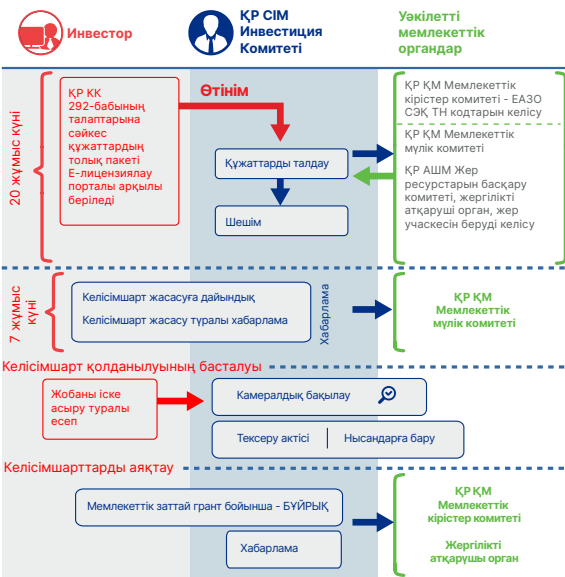 Инвестор
ҚР СІМ
Инвестиция
Комитеті
Уәкілетті
мемлекеттік
органдар
20 жұмыс күні
ҚР КК
292-бабының
талаптарына
сәйкес
құжаттардың
толық пакеті
Е-лицензиялау
порталы арқылы
беріледі
Өтінім
Құжаттарды талдау
Шешім
ҚР ҚМ Мемлекеттік
кірістер комитеті - ЕАЗО
СЭҚ ТН кодтарын келісу
ҚР ҚМ Мемлекеттік
мүлік комитеті
ҚР АШМ Жер
ресурстарын басқару
комитеті, жергілікті
атқарушы орган, жер
учаскесін беруді келісу
7 жұмыс
күні
Келісімшарт жасасуға дайындық
Келісімшарт жасасу туралы хабарлама
Хабарлама
ҚР ҚМ
Мемлекеттік
мүлік комитеті
Келісімшарт қолданылуының басталуы
Жобаны іске
асыру туралы
есеп
Камералдық бақылау
Тексеру актісі | Нысандарға бару
Келісімшарттарды аяқтау
Мемлекеттік заттай грант бойынша - БҰЙРЫҚ
Хабарлама
ҚР ҚМ
Мемлекеттік
кірістер комитеті
Жергілікті
атқарушы орган